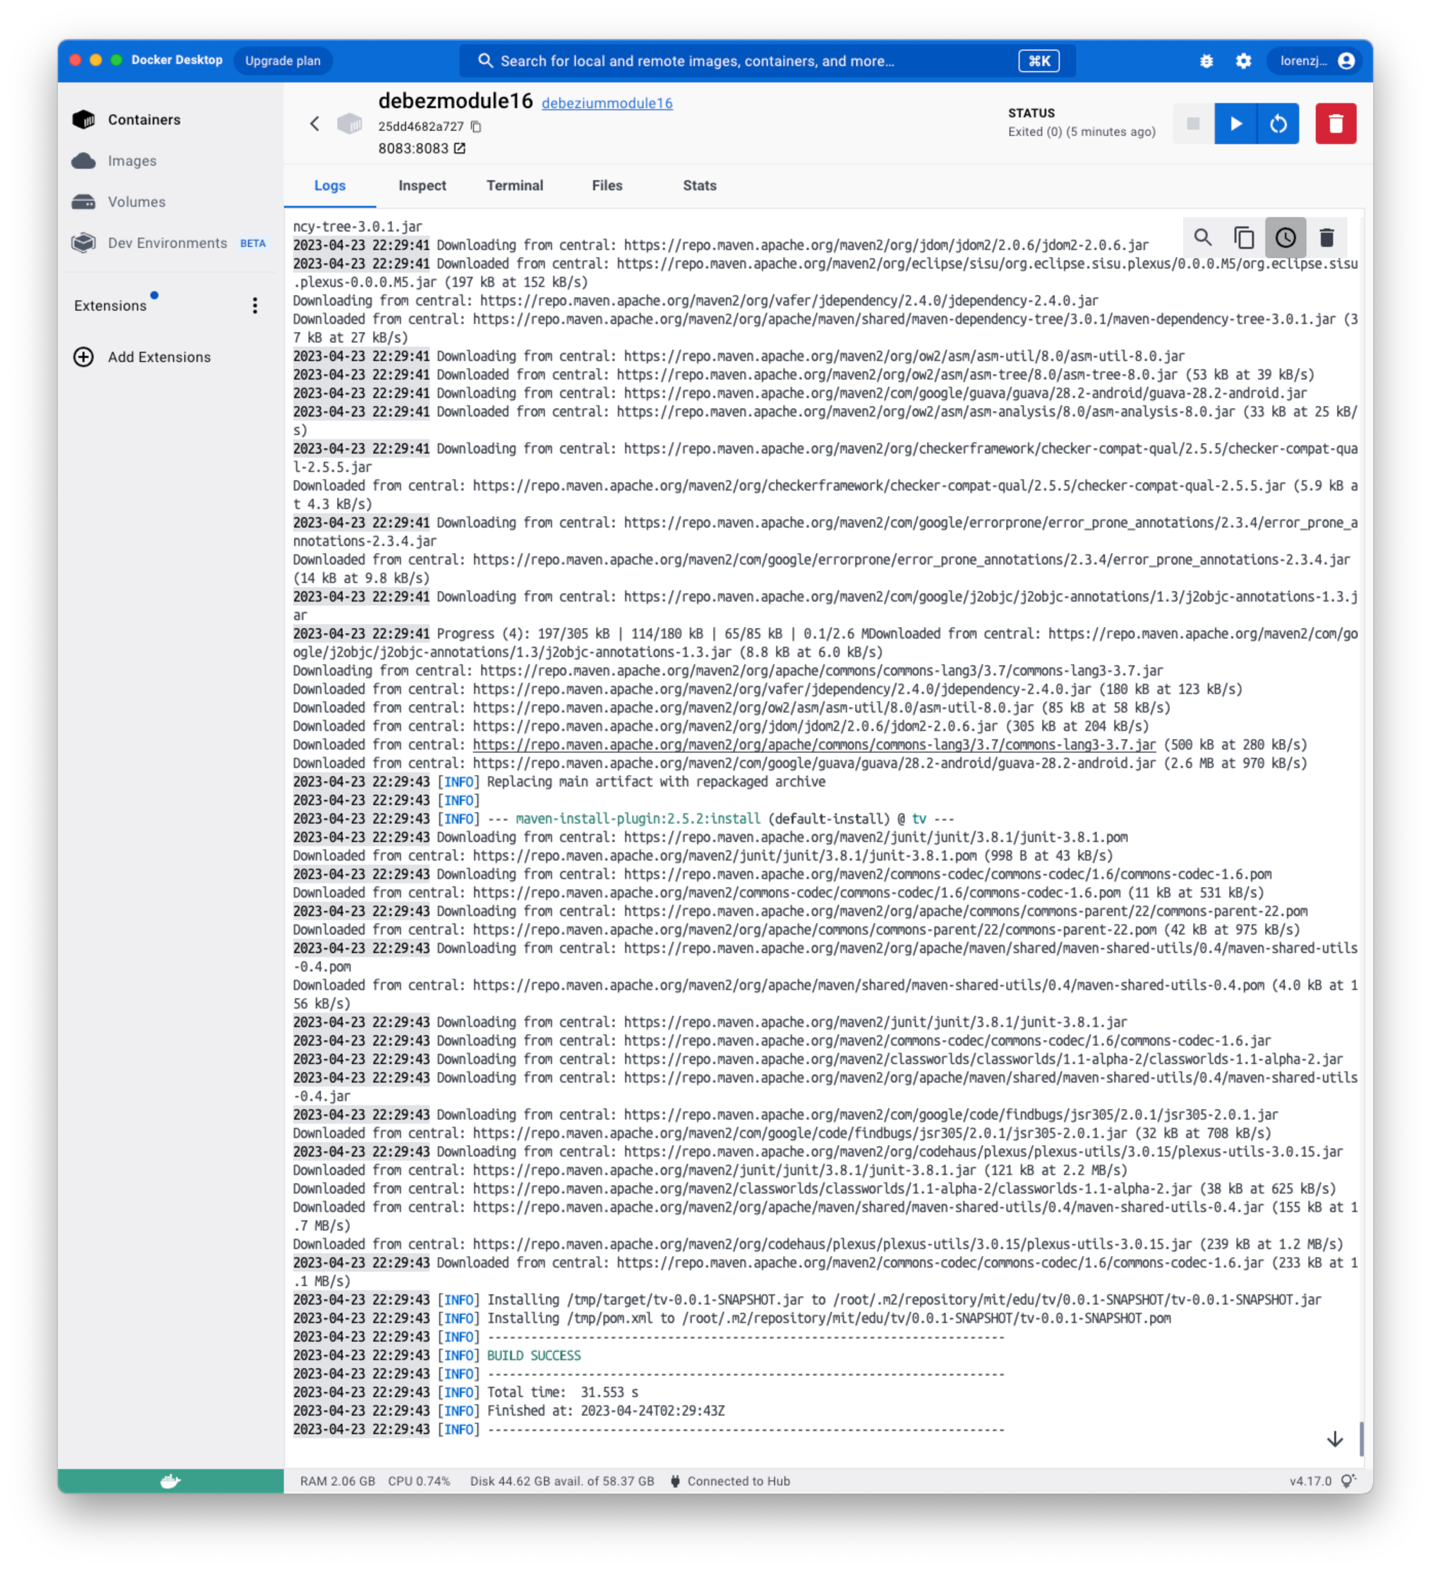 Docker Desktop
Upgrade plan
Search for local and remote images, containers, and more...
⌘K
lorenzj...
Containers
Images
Volumes
Dev Environments BETA
Extensions
Add Extensions
debezmodule16 debeziummodule16
25dd4682a727
8083:8083
STATUS
Exited (0) (5 minutes ago)
Logs Inspect Terminal Files Stats
ncy-tree-3.0.1.jar
2023-04-23 22:29:41 Downloading from central: https://repo.maven.apache.org/maven2/org/jdom/jdom2/2.0.6/jdom2-2.0.6.jar
2023-04-23 22:29:41 Downloaded from central: https://repo.maven.apache.org/maven2/org/eclipse/sisu/org.eclipse.sisu.plexus/0.0.0.M5/org.eclipse.sisu
.plexus-0.0.0.M5.jar (197 kB at 152 kB/s)
Downloading from central: https://repo.maven.apache.org/maven2/org/vafer/jdependency/2.4.0/jdependency-2.4.0.jar
Downloaded from central: https://repo.maven.apache.org/maven2/org/apache/maven/shared/maven-dependency-tree/3.0.1/maven-dependency-tree-3.0.1.jar (3
7 kB at 27 kB/s)
2023-04-23 22:29:41 Downloading from central: https://repo.maven.apache.org/maven2/org/ow2/asm/asm-util/8.0/asm-util-8.0.jar
2023-04-23 22:29:41 Downloaded from central: https://repo.maven.apache.org/maven2/org/ow2/asm/asm-tree/8.0/asm-tree-8.0.jar (53 kB at 39 kB/s)
2023-04-23 22:29:41 Downloading from central: https://repo.maven.apache.org/maven2/com/google/guava/guava/28.2-android/guava-28.2-android.jar
2023-04-23 22:29:41 Downloaded from central: https://repo.maven.apache.org/maven2/org/ow2/asm/asm-analysis/8.0/asm-analysis-8.0.jar (33 kB at 25 kB/
s)
2023-04-23 22:29:41 Downloading from central: https://repo.maven.apache.org/maven2/org/checkerframework/checker-compat-qual/2.5.5/checker-compat-qua
l-2.5.5.jar
Downloaded from central: https://repo.maven.apache.org/maven2/org/checkerframework/checker-compat-qual/2.5.5/checker-compat-qual-2.5.5.jar (5.9 kB a
t 4.3 kB/s)
2023-04-23 22:29:41 Downloading from central: https://repo.maven.apache.org/maven2/com/google/errorprone/error_prone_annotations/2.3.4/error_prone_a
nnotations-2.3.4.jar
Downloaded from central: https://repo.maven.apache.org/maven2/com/google/errorprone/error_prone_annotations/2.3.4/error_prone_annotations-2.3.4.jar
(14 kB at 9.8 kB/s)
2023-04-23 22:29:41 Downloading from central: https://repo.maven.apache.org/maven2/com/google/j2objc/j2objc-annotations/1.3/j2objc-annotations-1.3.j
ar
2023-04-23 22:29:41 Progress (4): 197/305 kB | 114/180 kB | 65/85 kB | 0.1/2.6 MDownloaded from central: https://repo.maven.apache.org/maven2/com/go
ogle/j2objc/j2objc-annotations/1.3/j2objc-annotations-1.3.jar (8.8 kB at 6.0 kB/s)
Downloading from central: https://repo.maven.apache.org/maven2/org/apache/commons/commons-lang3/3.7/commons-lang3-3.7.jar
Downloaded from central: https://repo.maven.apache.org/maven2/org/vafer/jdependency/2.4.0/jdependency-2.4.0.jar (180 kB at 123 kB/s)
Downloaded from central: https://repo.maven.apache.org/maven2/org/ow2/asm/asm-util/8.0/asm-util-8.0.jar (85 kB at 58 kB/s)
Downloaded from central: https://repo.maven.apache.org/maven2/org/jdom/jdom2/2.0.6/jdom2-2.0.6.jar (305 kB at 204 kB/s)
Downloaded from central: https://repo.maven.apache.org/maven2/org/apache/commons/commons-lang3/3.7/commons-lang3-3.7.jar (500 kB at 280 kB/s)
Downloaded from central: https://repo.maven.apache.org/maven2/com/google/guava/guava/28.2-android/guava-28.2-android.jar (2.6 MB at 970 kB/s)
2023-04-23 22:29:43 [INFO] Replacing main artifact with repackaged archive
2023-04-23 22:29:43 [INFO]
2023-04-23 22:29:43 [INFO] --- maven-install-plugin:2.5.2:install (default-install) @ tv ---
2023-04-23 22:29:43 Downloading from central: https://repo.maven.apache.org/maven2/junit/junit/3.8.1/junit-3.8.1.pom
Downloaded from central: https://repo.maven.apache.org/maven2/junit/junit/3.8.1/junit-3.8.1.pom (998 B at 43 kB/s)
2023-04-23 22:29:43 Downloading from central: https://repo.maven.apache.org/maven2/commons-codec/commons-codec/1.6/commons-codec-1.6.pom
Downloaded from central: https://repo.maven.apache.org/maven2/commons-codec/commons-codec/1.6/commons-codec-1.6.pom (11 kB at 531 kB/s)
2023-04-23 22:29:43 Downloading from central: https://repo.maven.apache.org/maven2/org/apache/commons/commons-parent/22/commons-parent-22.pom
Downloaded from central: https://repo.maven.apache.org/maven2/org/apache/commons/commons-parent/22/commons-parent-22.pom (42 kB at 975 kB/s)
2023-04-23 22:29:43 Downloading from central: https://repo.maven.apache.org/maven2/org/apache/maven/shared/maven-shared-utils/0.4/maven-shared-utils
-0.4.pom
Downloaded from central: https://repo.maven.apache.org/maven2/org/apache/maven/shared/maven-shared-utils/0.4/maven-shared-utils-0.4.pom (4.0 kB at 1
56 kB/s)
2023-04-23 22:29:43 Downloading from central: https://repo.maven.apache.org/maven2/junit/junit/3.8.1/junit-3.8.1.jar
2023-04-23 22:29:43 Downloading from central: https://repo.maven.apache.org/maven2/commons-codec/commons-codec/1.6/commons-codec-1.6.jar
2023-04-23 22:29:43 Downloading from central: https://repo.maven.apache.org/maven2/classworlds/classworlds/1.1-alpha-2/classworlds-1.1-alpha-2.jar
2023-04-23 22:29:43 Downloading from central: https://repo.maven.apache.org/maven2/org/apache/maven/shared/maven-shared-utils/0.4/maven-shared-utils
-0.4.jar
2023-04-23 22:29:43 Downloading from central: https://repo.maven.apache.org/maven2/com/google/code/findbugs/jsr305/2.0.1/jsr305-2.0.1.jar
Downloaded from central: https://repo.maven.apache.org/maven2/com/google/code/findbugs/jsr305/2.0.1/jsr305-2.0.1.jar (32 kB at 708 kB/s)
2023-04-23 22:29:43 Downloading from central: https://repo.maven.apache.org/maven2/org/codehaus/plexus/plexus-utils/3.0.15/plexus-utils-3.0.15.jar
Downloaded from central: https://repo.maven.apache.org/maven2/junit/junit/3.8.1/junit-3.8.1.jar (121 kB at 2.2 MB/s)
Downloaded from central: https://repo.maven.apache.org/maven2/classworlds/classworlds/1.1-alpha-2/classworlds-1.1-alpha-2.jar (38 kB at 625 kB/s)
Downloaded from central: https://repo.maven.apache.org/maven2/org/apache/maven/shared/maven-shared-utils/0.4/maven-shared-utils-0.4.jar (155 kB at 1
.7 MB/s)
Downloaded from central: https://repo.maven.apache.org/maven2/org/codehaus/plexus/plexus-utils/3.0.15/plexus-utils-3.0.15.jar (239 kB at 1.2 MB/s)
2023-04-23 22:29:43 Downloaded from central: https://repo.maven.apache.org/maven2/commons-codec/commons-codec/1.6/commons-codec-1.6.jar (233 kB at 1
.1 MB/s)
2023-04-23 22:29:43 [INFO] Installing /tmp/target/tv-0.0.1-SNAPSHOT.jar to /root/.m2/repository/mit/edu/tv/0.0.1-SNAPSHOT/tv-0.0.1-SNAPSHOT.jar
2023-04-23 22:29:43 [INFO] Installing /tmp/pom.xml to /root/.m2/repository/mit/edu/tv/0.0.1-SNAPSHOT/tv-0.0.1-SNAPSHOT.pom
2023-04-23 22:29:43 [INFO] ------------------------------------------------------------------------
2023-04-23 22:29:43 [INFO] BUILD SUCCESS
2023-04-23 22:29:43 [INFO] ------------------------------------------------------------------------
2023-04-23 22:29:43 [INFO] Total time:  31.553 s
2023-04-23 22:29:43 [INFO] Finished at: 2023-04-24T02:29:43Z
2023-04-23 22:29:43 [INFO] ------------------------------------------------------------------------
RAM 2.06 GB CPU 0.74% Disk 44.62 GB avail. of 58.37 GB Connected to Hub v4.17.0